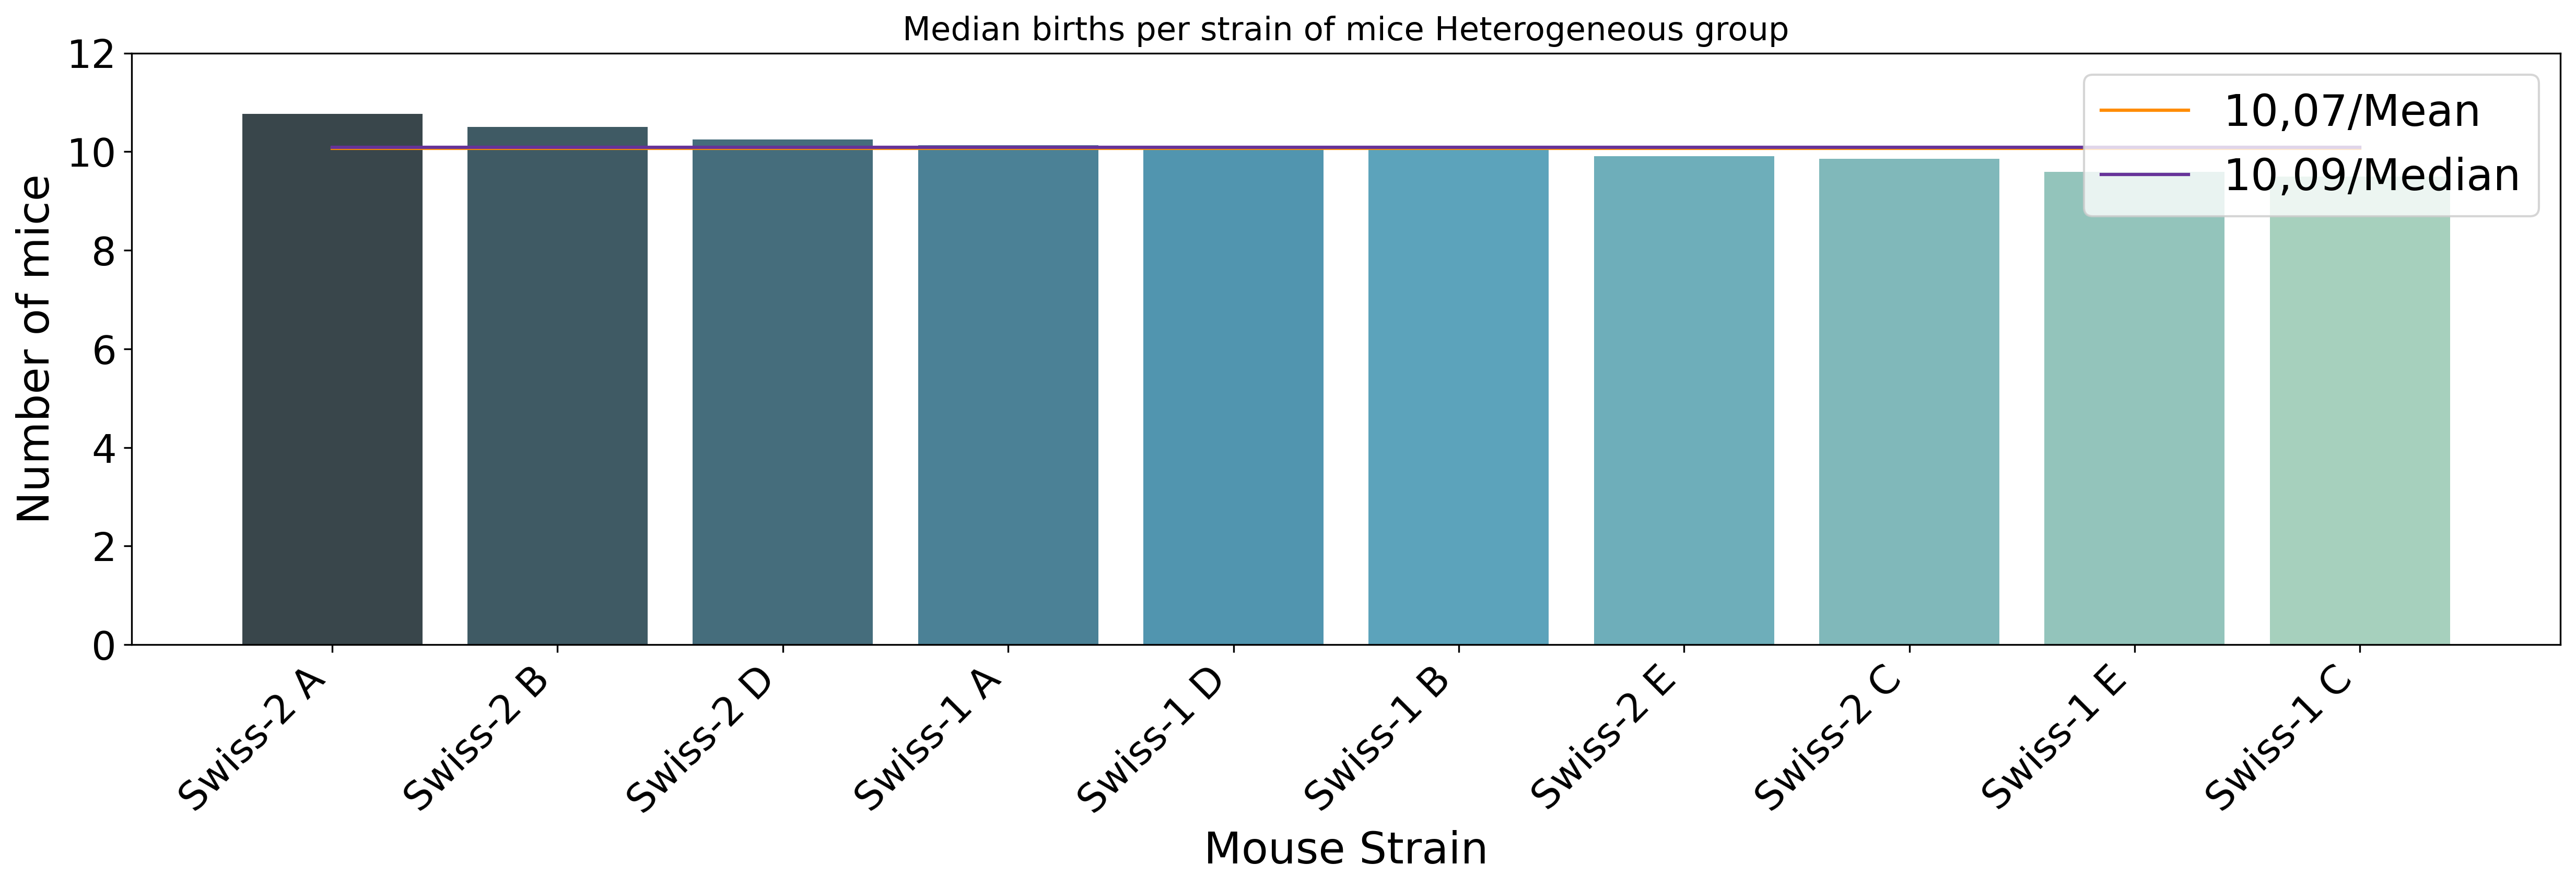 Median births per strain of mice Heterogeneous group
12
10
8
6
4
2
0
Number of mice
10,07/Mean
10,09/Median
Swiss-2 A
Swiss-2 B
Swiss-2 D
Swiss-1 A
Swiss-1 D
Swiss-1 B
Swiss-2 E
Swiss-2 C
Swiss-1 E
Swiss-1 C
Mouse Strain